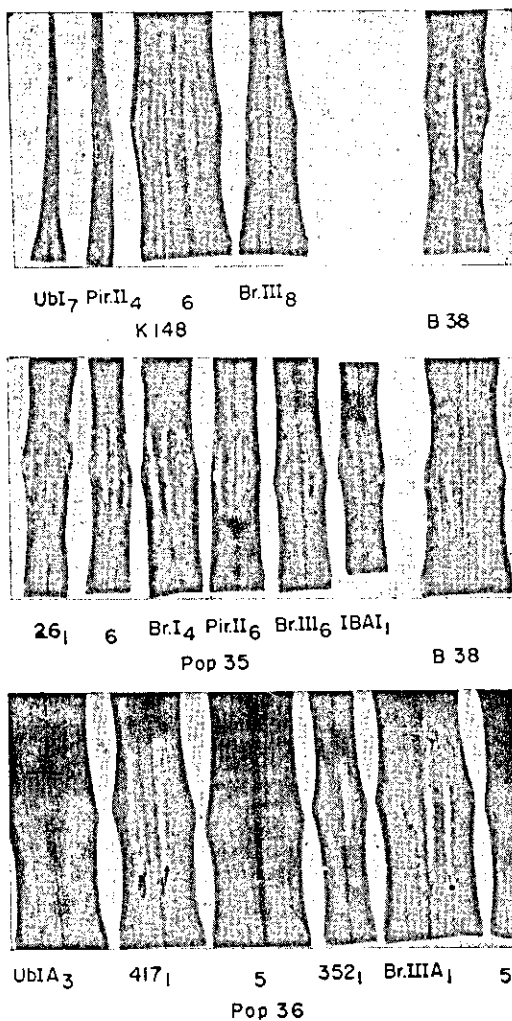 UbI₇ Pir.II₄ 6 Br.III₈
K 148 B 38
26₁ 6 Br.I₄ Pir.II₆ Br.III₆ IBAI₁
Pop 35 B 38
UbIA₃ 417₁ 5 352₁ Br.IIIA₁ 5
Pop 36